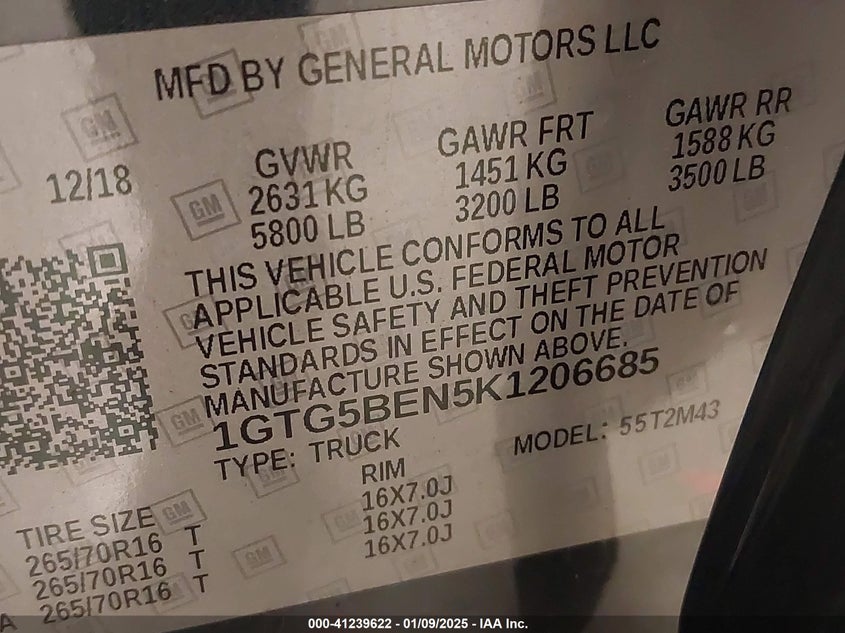 MFD BY GENERAL MOTORS LLC
12/18
GVWR
2631 KG
5800 LB
GAWR FRT
1451 KG
3200 LB
GAWR RR
1588 KG
3500 LB
THIS VEHICLE CONFORMS TO ALL
APPLICABLE U.S. FEDERAL MOTOR
VEHICLE SAFETY AND THEFT PREVENTION
STANDARDS IN EFFECT ON THE DATE OF
MANUFACTURE SHOWN ABOVE.
1GTG5BEN5K1206685
TYPE: TRUCK MODEL: 55T2M43
TIRE SIZE RIM
265/70R16 T 16X7.0J
265/70R16 T 16X7.0J
A 265/70R16 T 16X7.0J
GM
000-41239622 - 01/09/2025 - IAA Inc.